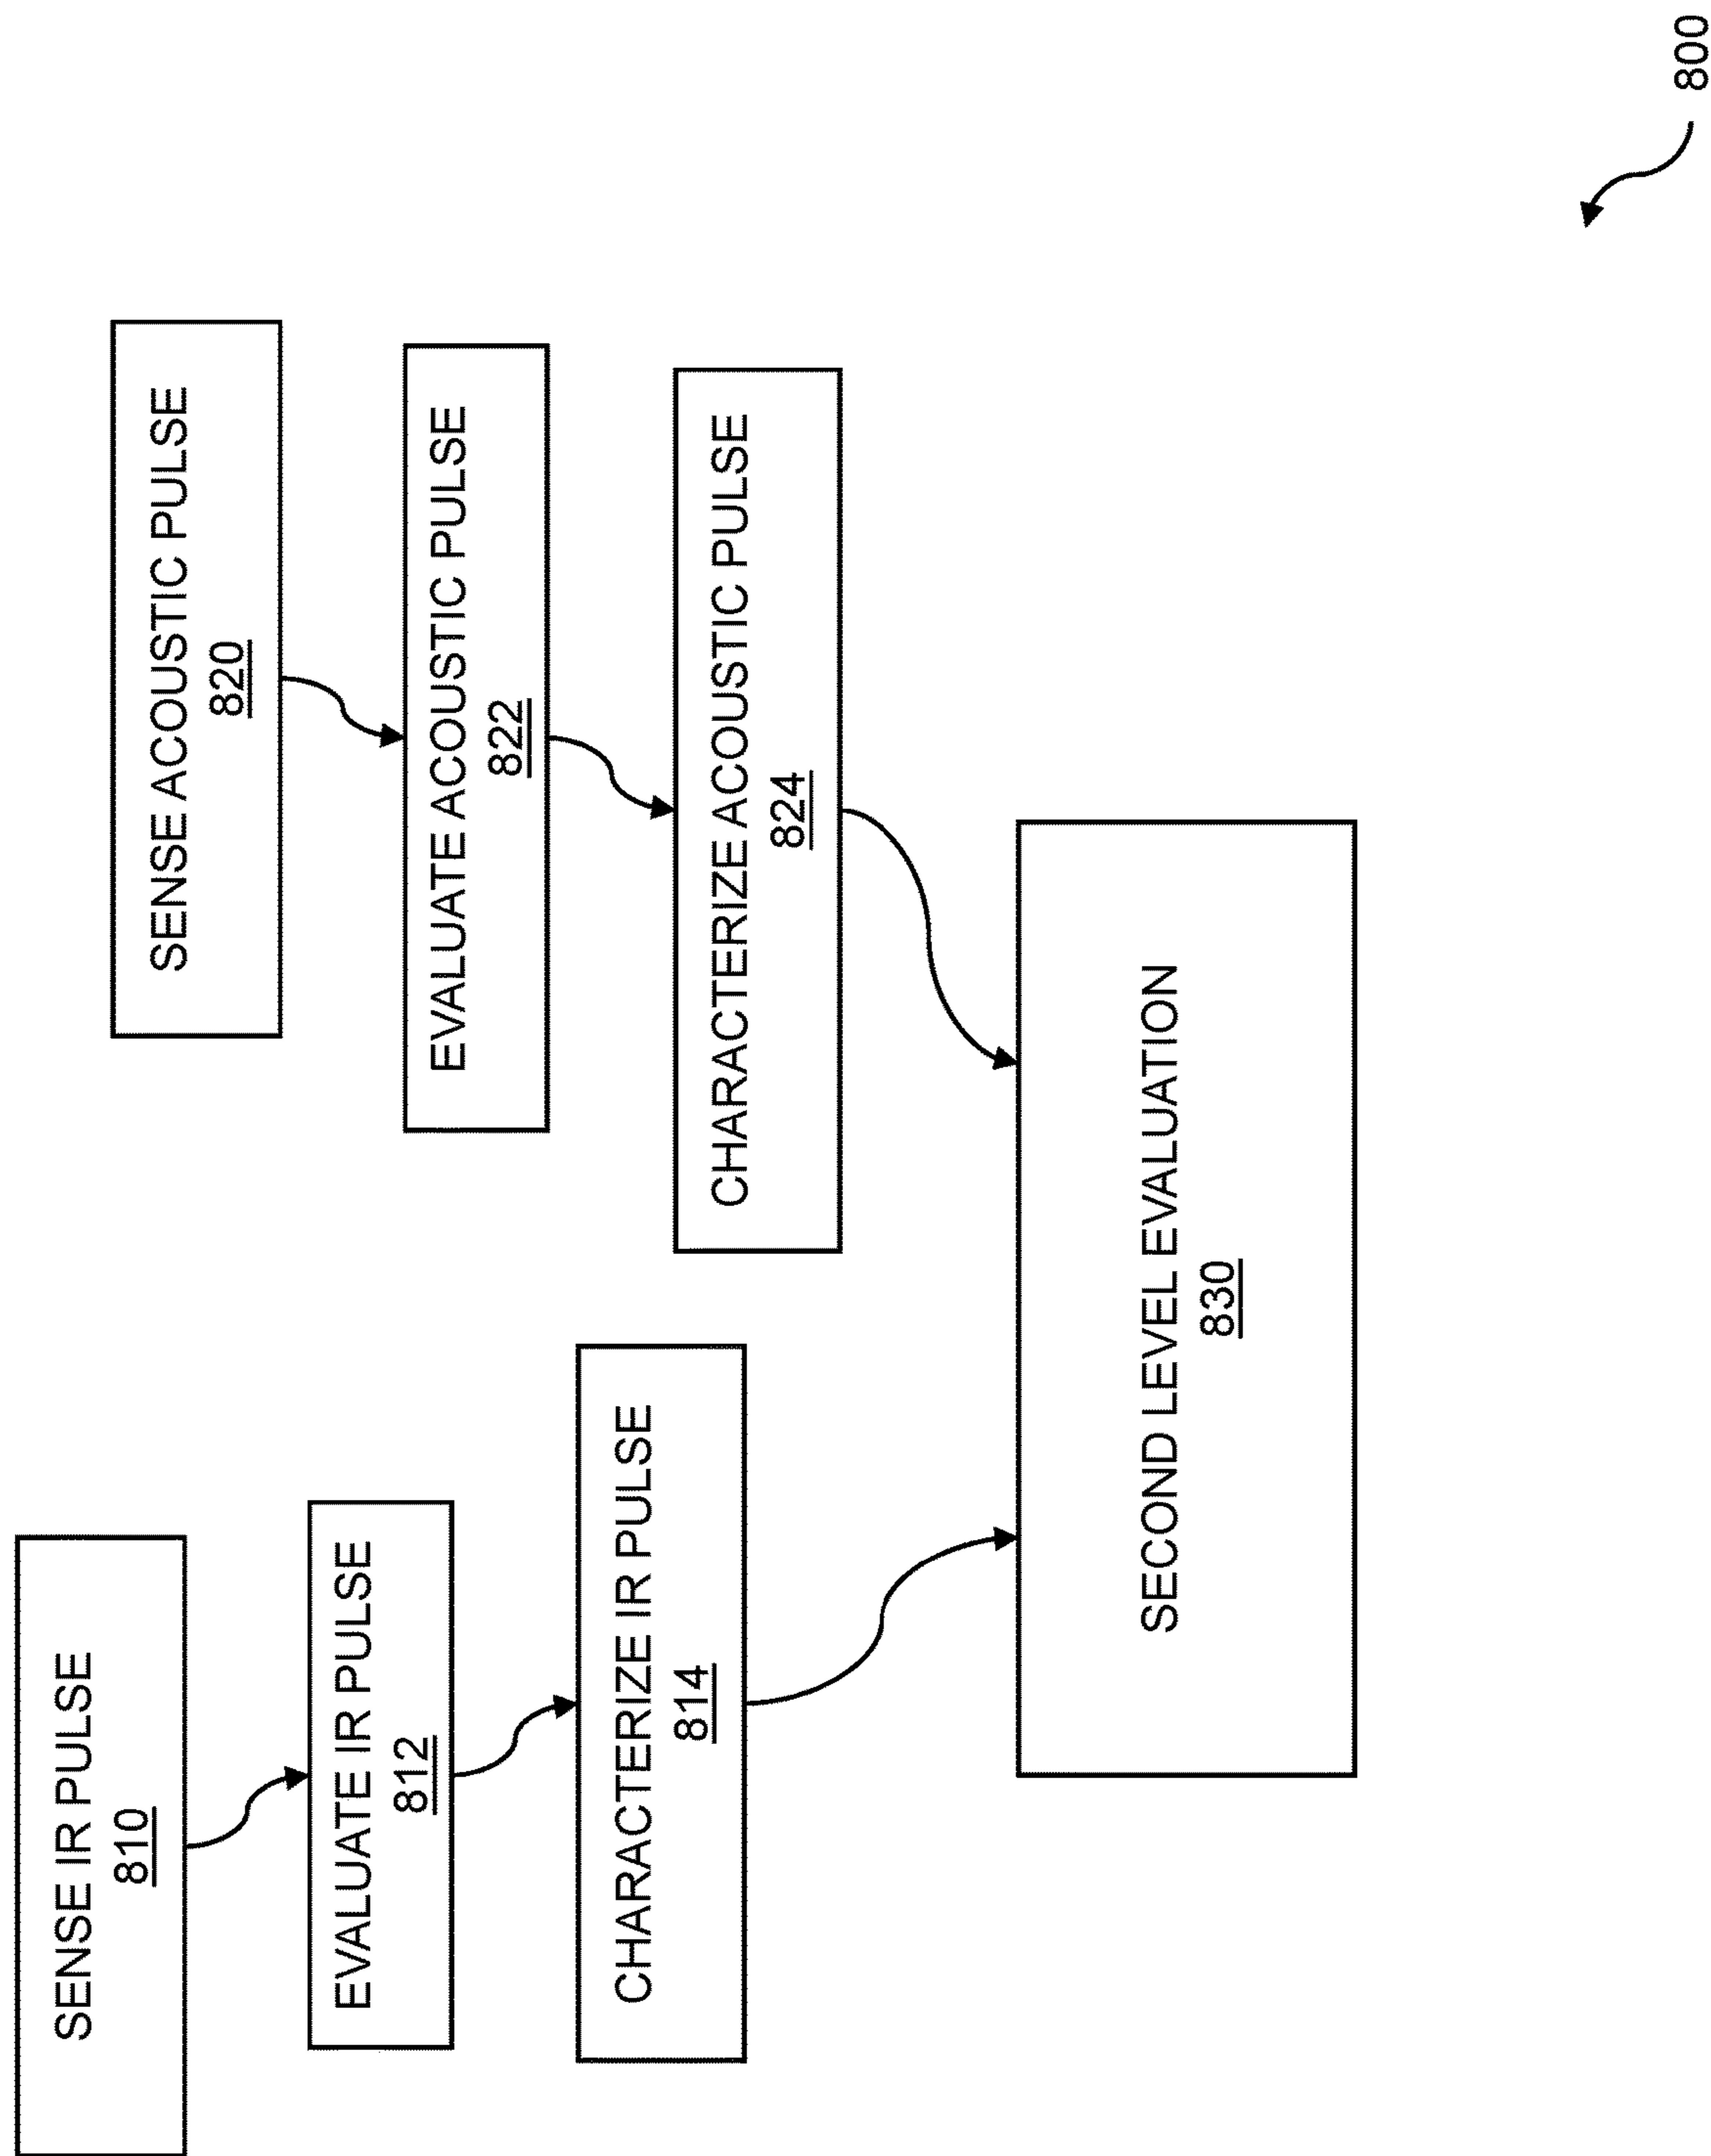 SENSE IR PULSE
810
EVALUATE IR PULSE
812
CHARACTERIZE IR PULSE
814
SENSE ACOUSTIC PULSE
820
EVALUATE ACOUSTIC PULSE
822
CHARACTERIZE ACOUSTIC PULSE
824
SECOND LEVEL EVALUATION
830
800